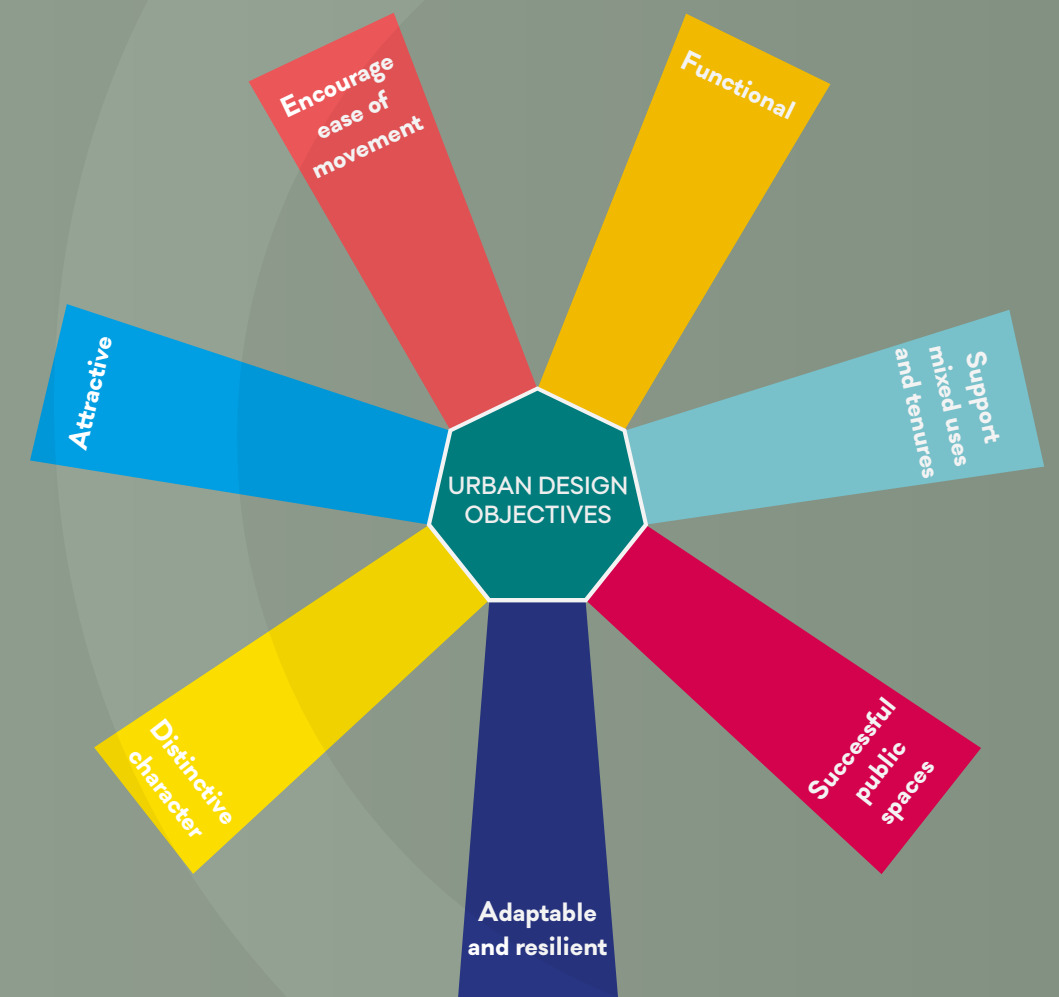 Encourage
ease of
movement
Functional
Support
mixed uses
and tenures
Successful
public
spaces
Adaptable
and resilient
Distinctive
character
Attractive
URBAN DESIGN
OBJECTIVES